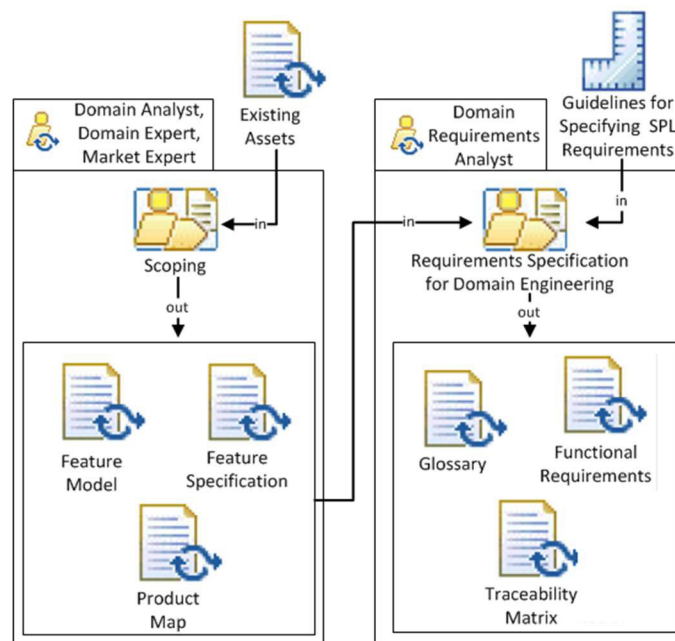 Existing
Assets
Domain Analyst,
Domain Expert,
Market Expert
in
Scoping
out
Feature
Model
Feature
Specification
Product
Map
Guidelines for
Specifying SPL
Requirements
Domain
Requirements
Analyst
in
in
Requirements Specification
for Domain Engineering
out
Glossary
Functional
Requirements
Traceability
Matrix